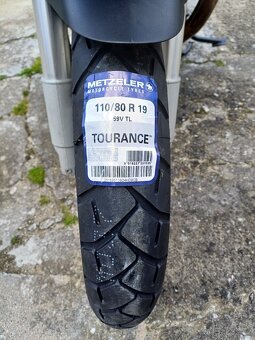 METZELER
MOTORCYCLE TYRES
110/80 R 19
59V TL
TOURANCE™